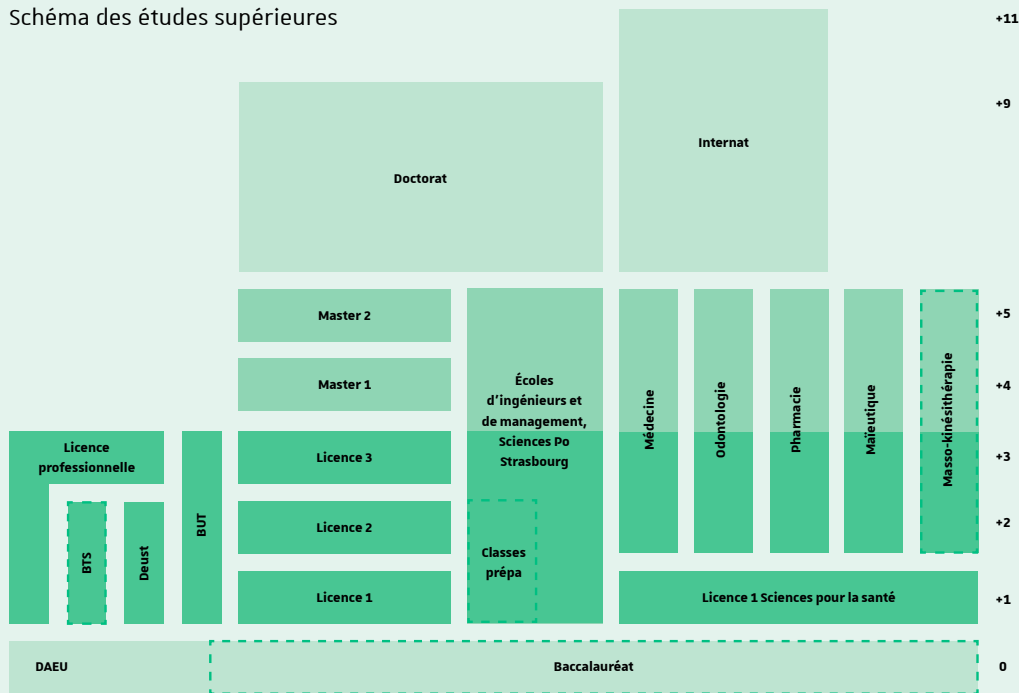 Schéma des études supérieures
+11
+9
Internat
Doctorat
Master 2
+5
Master 1
+4
Écoles
d'ingénieurs et
de management,
Sciences Po
Strasbourg
Médecine
Odontologie
Pharmacie
Maïeutique
Masso-kinésithérapie
Licence
professionnelle
Licence 3
+3
BTS
Deust
BUT
Licence 2
+2
Classes
prépa
Licence 1
Licence 1 Sciences pour la santé
+1
DAEU
Baccalauréat
0